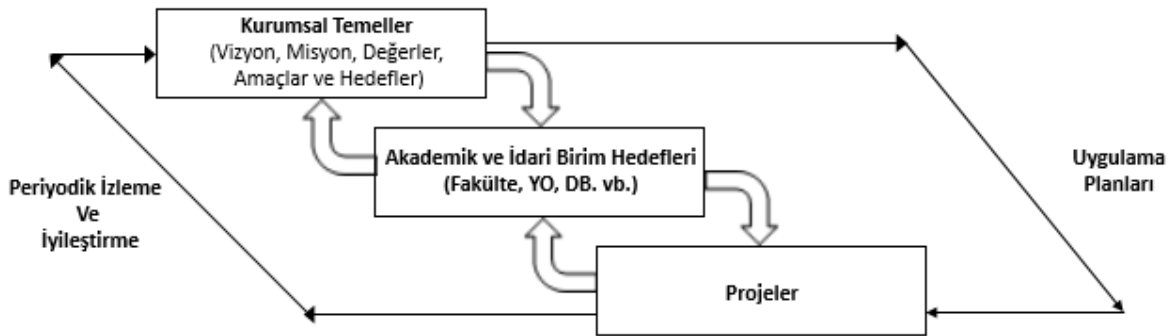 Kurumsal Temeller
(Vizyon, Misyon, Değerler,
Amaçlar ve Hedefler)
Akademik ve İdari Birim Hedefleri
(Fakülte, YO, DB. vb.)
Uygulama
Planları
Periyodik İzleme
Ve
İyileştirme
Projeler